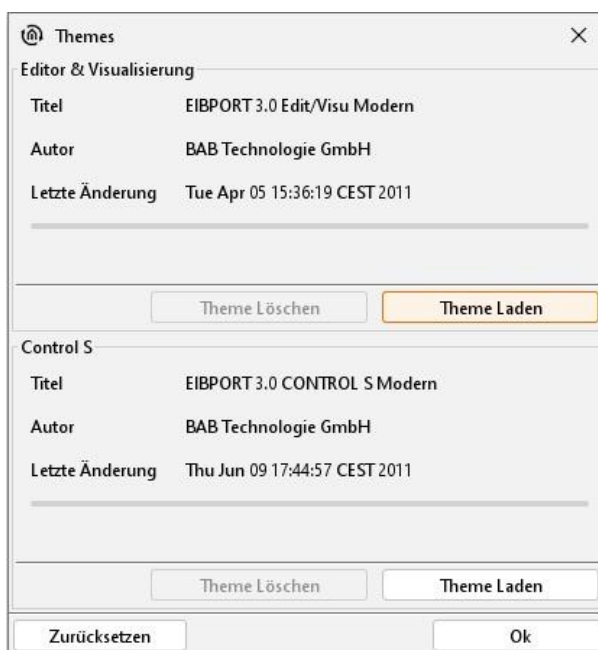 Themes
Editor & Visualisierung
Titel EIBPORT 3.0 Edit/Visu Modern
Autor BAB Technologie GmbH
Letzte Änderung Tue Apr 05 15:36:19 CEST 2011
Theme Löschen Theme Laden
Control S
Titel EIBPORT 3.0 CONTROL S Modern
Autor BAB Technologie GmbH
Letzte Änderung Thu Jun 09 17:44:57 CEST 2011
Theme Löschen Theme Laden
Zurücksetzen Ok